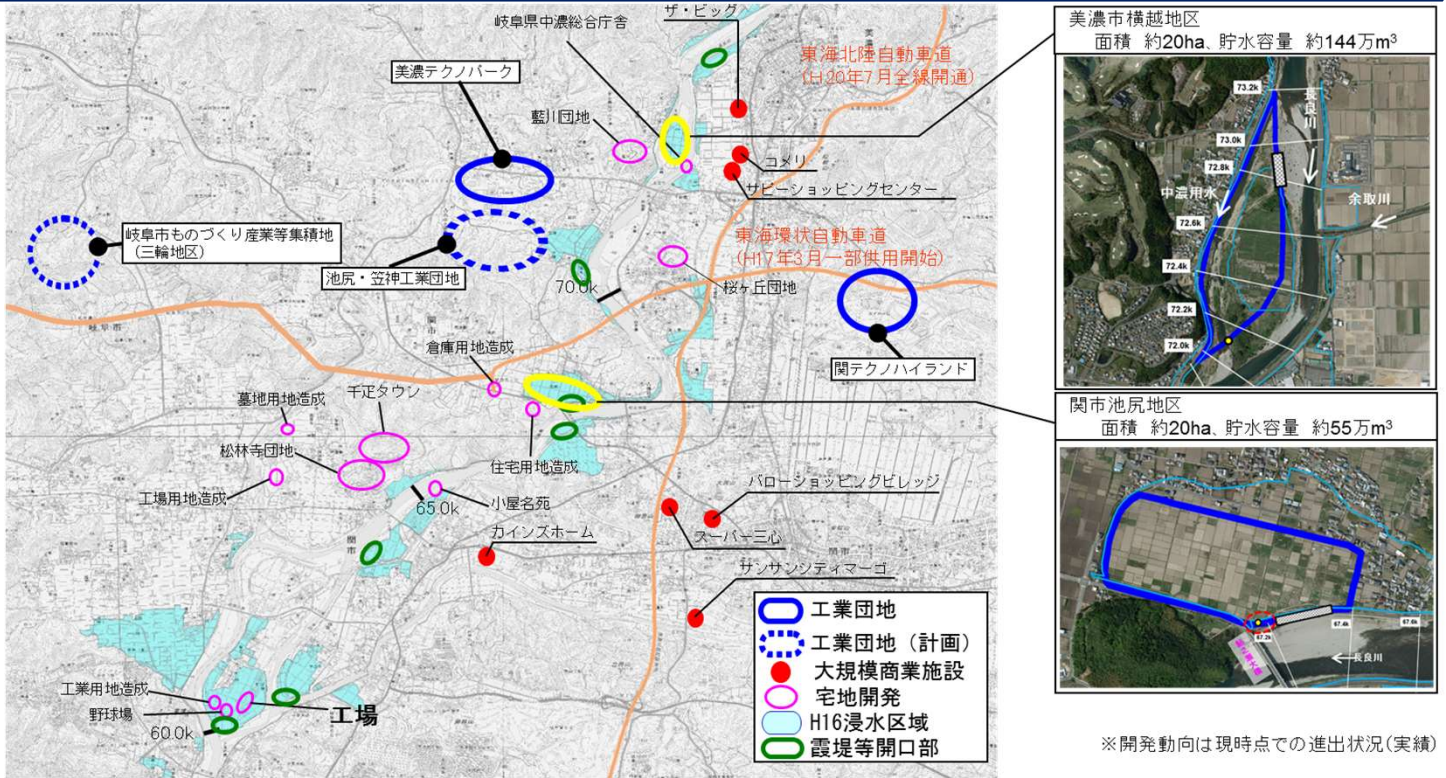 ザ・ビッグ
岐阜県中濃総合庁舎
東海北陸自動車道
(H20年7月全線開通)
美濃テクノパーク
藍川団地
コメリ
サビーショッピングセンター
岐阜市ものづくり産業等集積地
(三輪地区)
池尻・笠神工業団地
東海環状自動車道
(H17年3月一部供用開始)
70.0k
桜ヶ丘団地
関市
岐阜市
倉庫用地造成
関テクノハイランド
千疋タウン
墓地用地造成
松林寺団地
住宅用地造成
工場用地造成
65.0k
小屋名苑
バローショッピングビレッジ
スーパー三心
カインズホーム
関市
関市
サンサンシティマーゴ
工業用地造成
野球場
工場
60.0k
工業団地
工業団地(計画)
大規模商業施設
宅地開発
H16浸水区域
霞堤等開口部
美濃市横越地区
面積 約20ha、貯水容量 約144万m³
73.2k
長良川
73.0k
72.8k
中濃用水
余取川
72.6k
72.4k
72.2k
72.0k
関市池尻地区
面積 約20ha、貯水容量 約55万m³
67.2k
67.4k
67.6k
長良川
※開発動向は現時点での進出状況(実績)